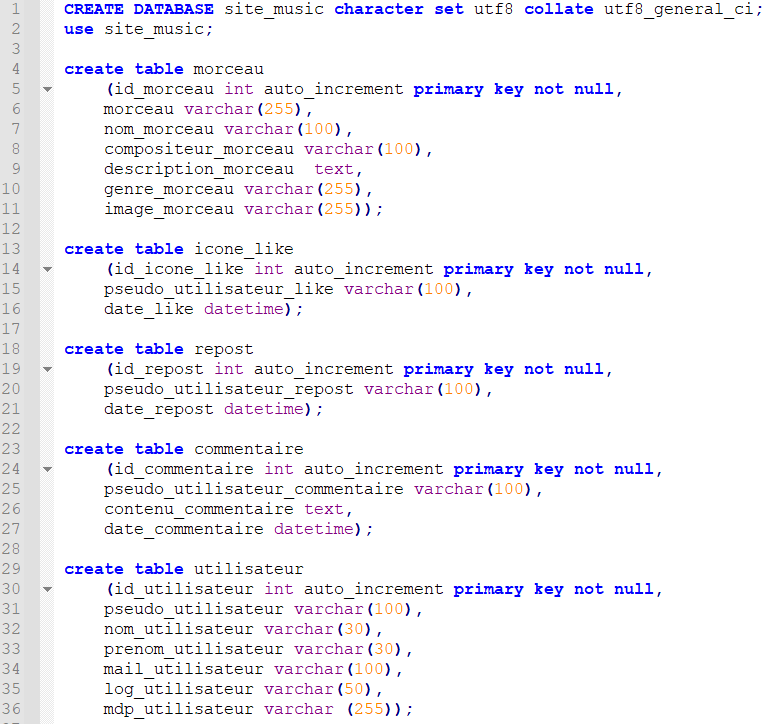 1 CREATE DATABASE site_music character set utf8 collate utf8_general_ci;
2 use site_music;
3
4 create table morceau
5 (id_morceau int auto_increment primary key not null,
6 morceau varchar(255),
7 nom_morceau varchar(100),
8 compositeur_morceau varchar(100),
9 description_morceau  text,
10 genre_morceau varchar(255),
11 image_morceau varchar(255));
12
13 create table icone_like
14 (id_icone_like int auto_increment primary key not null,
15 pseudo_utilisateur_like varchar(100),
16 date_like datetime);
17
18 create table repost
19 (id_repost int auto_increment primary key not null,
20 pseudo_utilisateur_repost varchar(100),
21 date_repost datetime);
22
23 create table commentaire
24 (id_commentaire int auto_increment primary key not null,
25 pseudo_utilisateur_commentaire varchar(100),
26 contenu_commentaire text,
27 date_commentaire datetime);
28
29 create table utilisateur
30 (id_utilisateur int auto_increment primary key not null,
31 pseudo_utilisateur varchar(100),
32 nom_utilisateur varchar(30),
33 prenom_utilisateur varchar(30),
34 mail_utilisateur varchar(100),
35 log_utilisateur varchar(50),
36 mdp_utilisateur varchar (255));